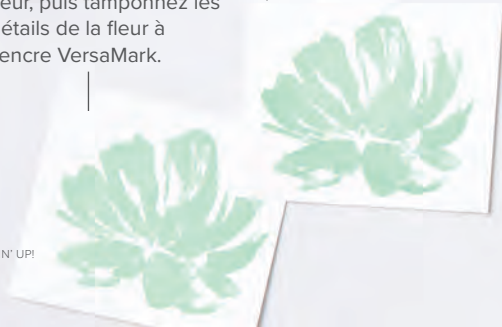 eur, puis tamponnez les
étails de la fleur à
encre VersaMark.
N' UP!